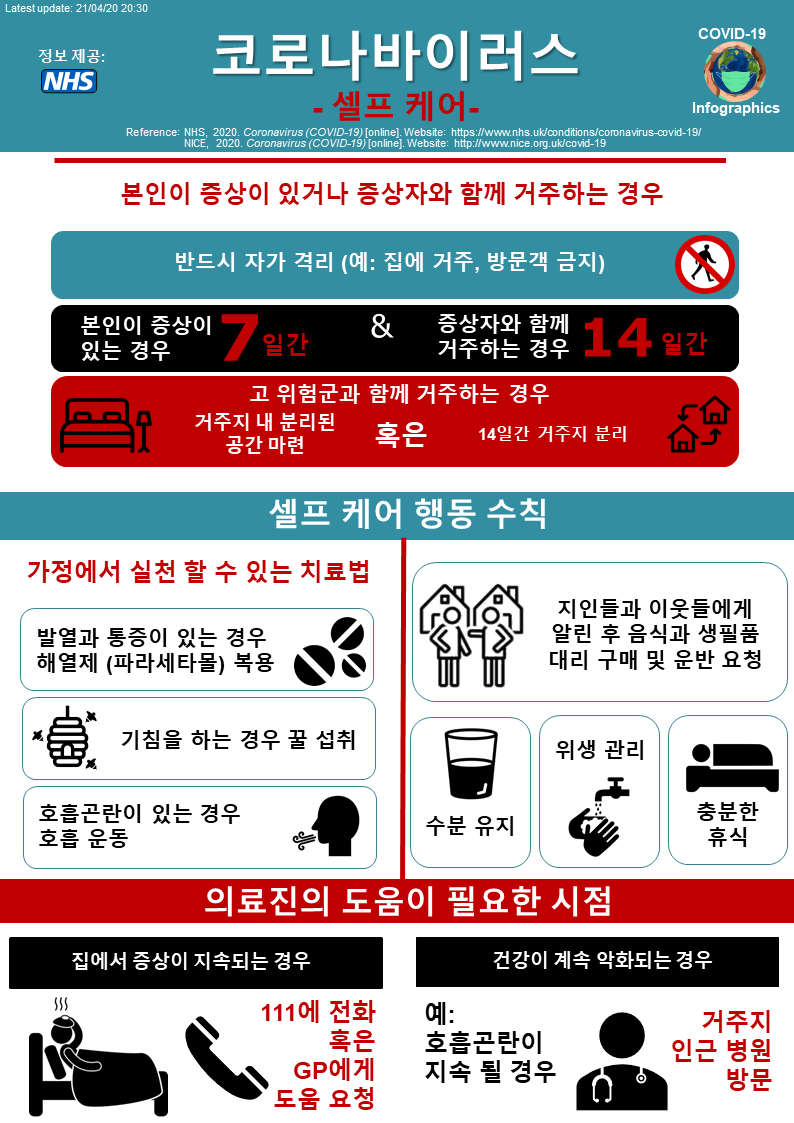 Latest update: 21/04/20 20:30
정보 제공:
NHS
코로나바이러스
- 셀프 케어-
COVID-19
Infographics
Reference: NHS, 2020. Coronavirus (COVID-19) [online]. Website: https://www.nhs.uk/conditions/coronavirus-covid-19/
NICE, 2020. Coronavirus (COVID-19) [online]. Website: http://www.nice.org.uk/covid-19
본인이 증상이 있거나 증상자와 함께 거주하는 경우
반드시 자가 격리 (예: 집에 거주, 방문객 금지)
본인이 증상이
있는 경우
7일간
&
증상자와 함께
거주하는 경우
14 일간
고 위험군과 함께 거주하는 경우
거주지 내 분리된
공간 마련
혹은
14일간 거주지 분리
셀프 케어 행동 수칙
가정에서 실천 할 수 있는 치료법
발열과 통증이 있는 경우
해열제 (파라세타몰) 복용
기침을 하는 경우 꿀 섭취
호흡곤란이 있는 경우
호흡 운동
지인들과 이웃들에게
알린 후 음식과 생필품
대리 구매 및 운반 요청
수분 유지
위생 관리
충분한
휴식
의료진의 도움이 필요한 시점
집에서 증상이 지속되는 경우
111에 전화
혹은
GP에게
도움 요청
건강이 계속 악화되는 경우
예:
호흡곤란이
지속 될 경우
거주지
인근 병원
방문